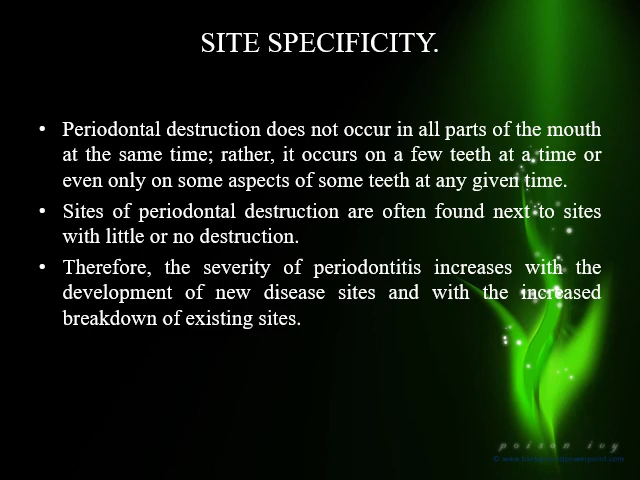 SITE SPECIFICITY.
• Periodontal destruction does not occur in all parts of the mouth
at the same time; rather, it occurs on a few teeth at a time or
even only on some aspects of some teeth at any given time.
• Sites of periodontal destruction are often found next to sites
with little or no destruction.
• Therefore, the severity of periodontitis increases with the
development of new disease sites and with the increased
breakdown of existing sites.
poison ivy